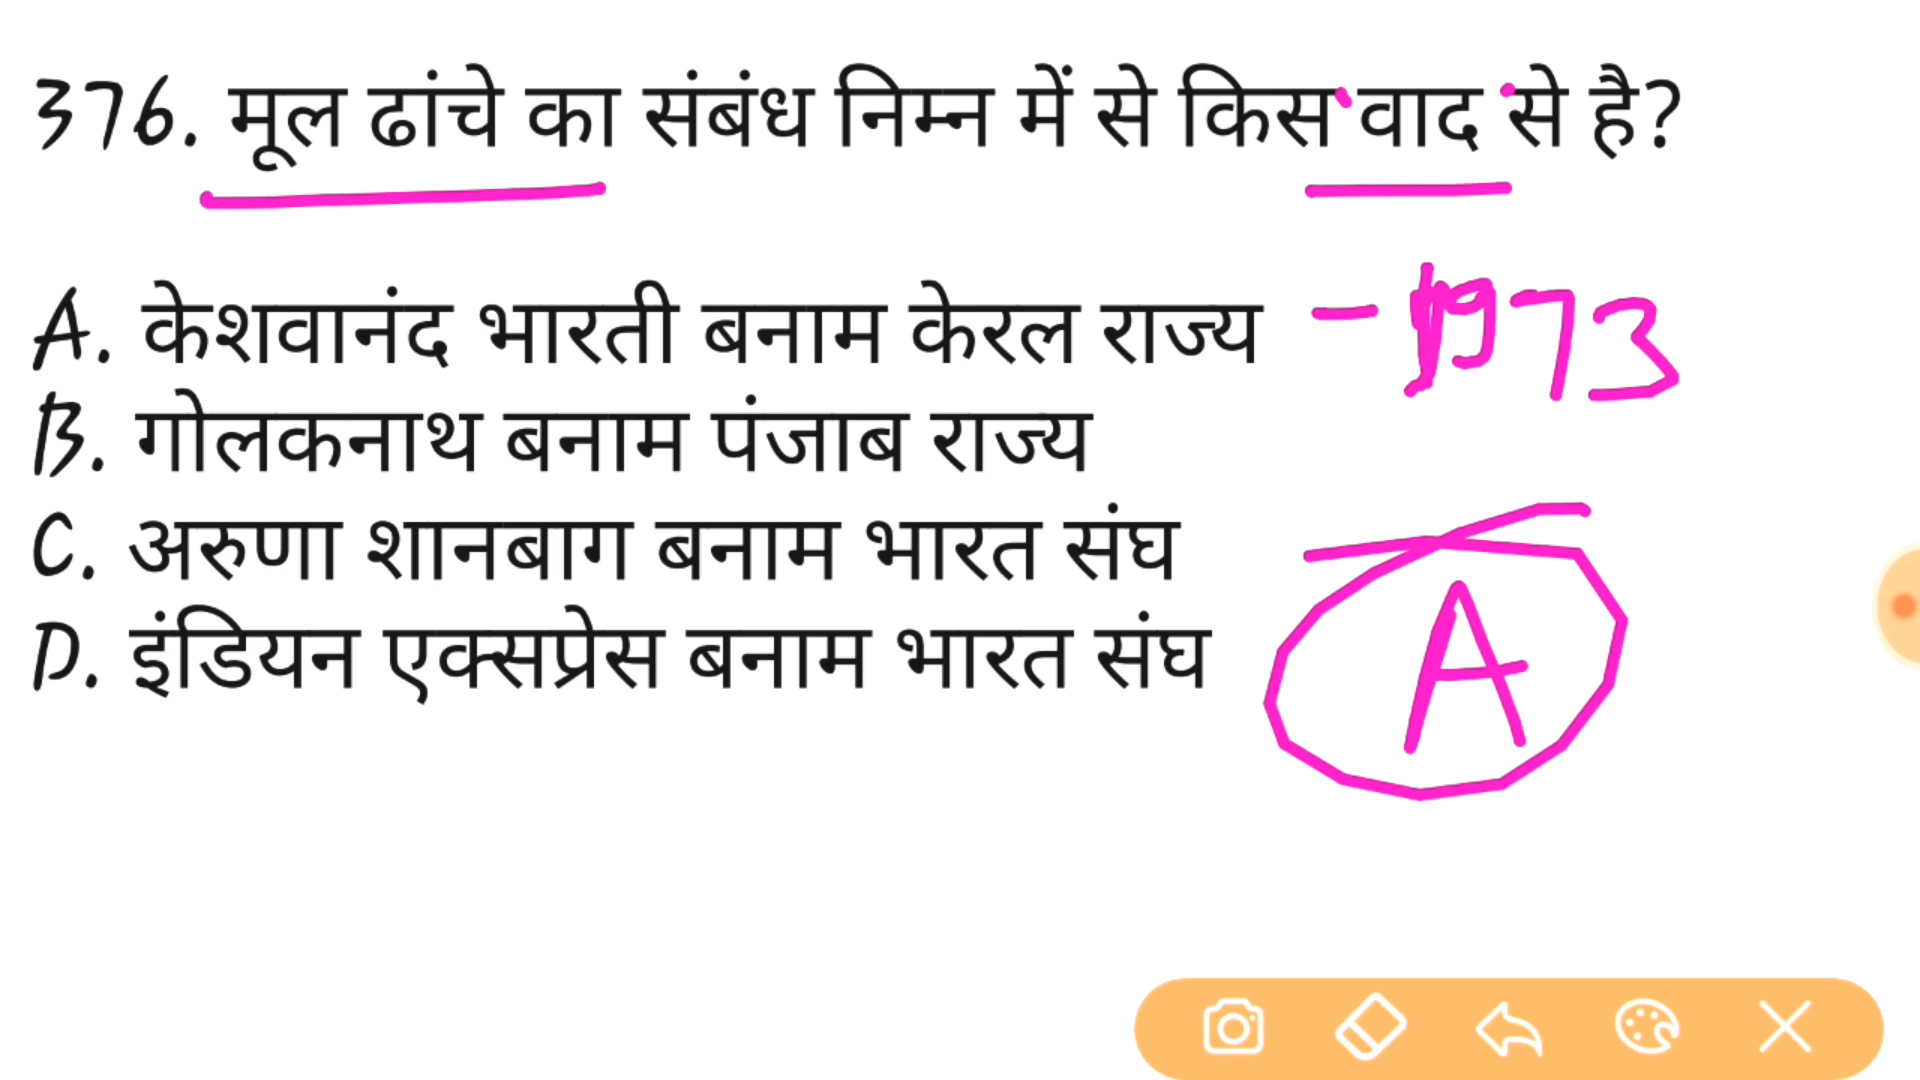 376. मूल ढांचे का संबंध निम्न में से किस वाद से है?
A. केशवानंद भारती बनाम केरल राज्य - 1973
B. गोलकनाथ बनाम पंजाब राज्य
C. अरुणा शानबाग बनाम भारत संघ
D. इंडियन एक्सप्रेस बनाम भारत संघ
A